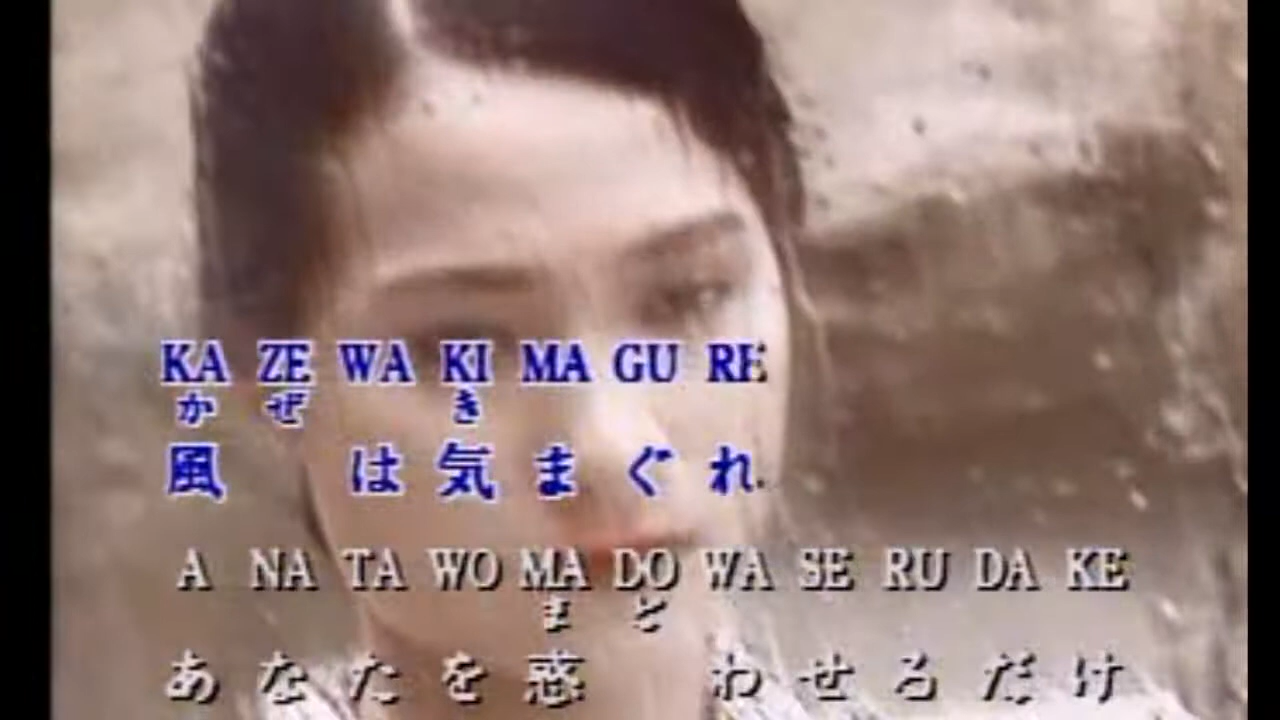 KA ZE WA KI MA GU RE
か ぜ き
風 は 気 ま ぐ れ
A NA TA WO MA DO WA SE RU DA KE
ま ど
あ な た を 惑 わ せ る だ け